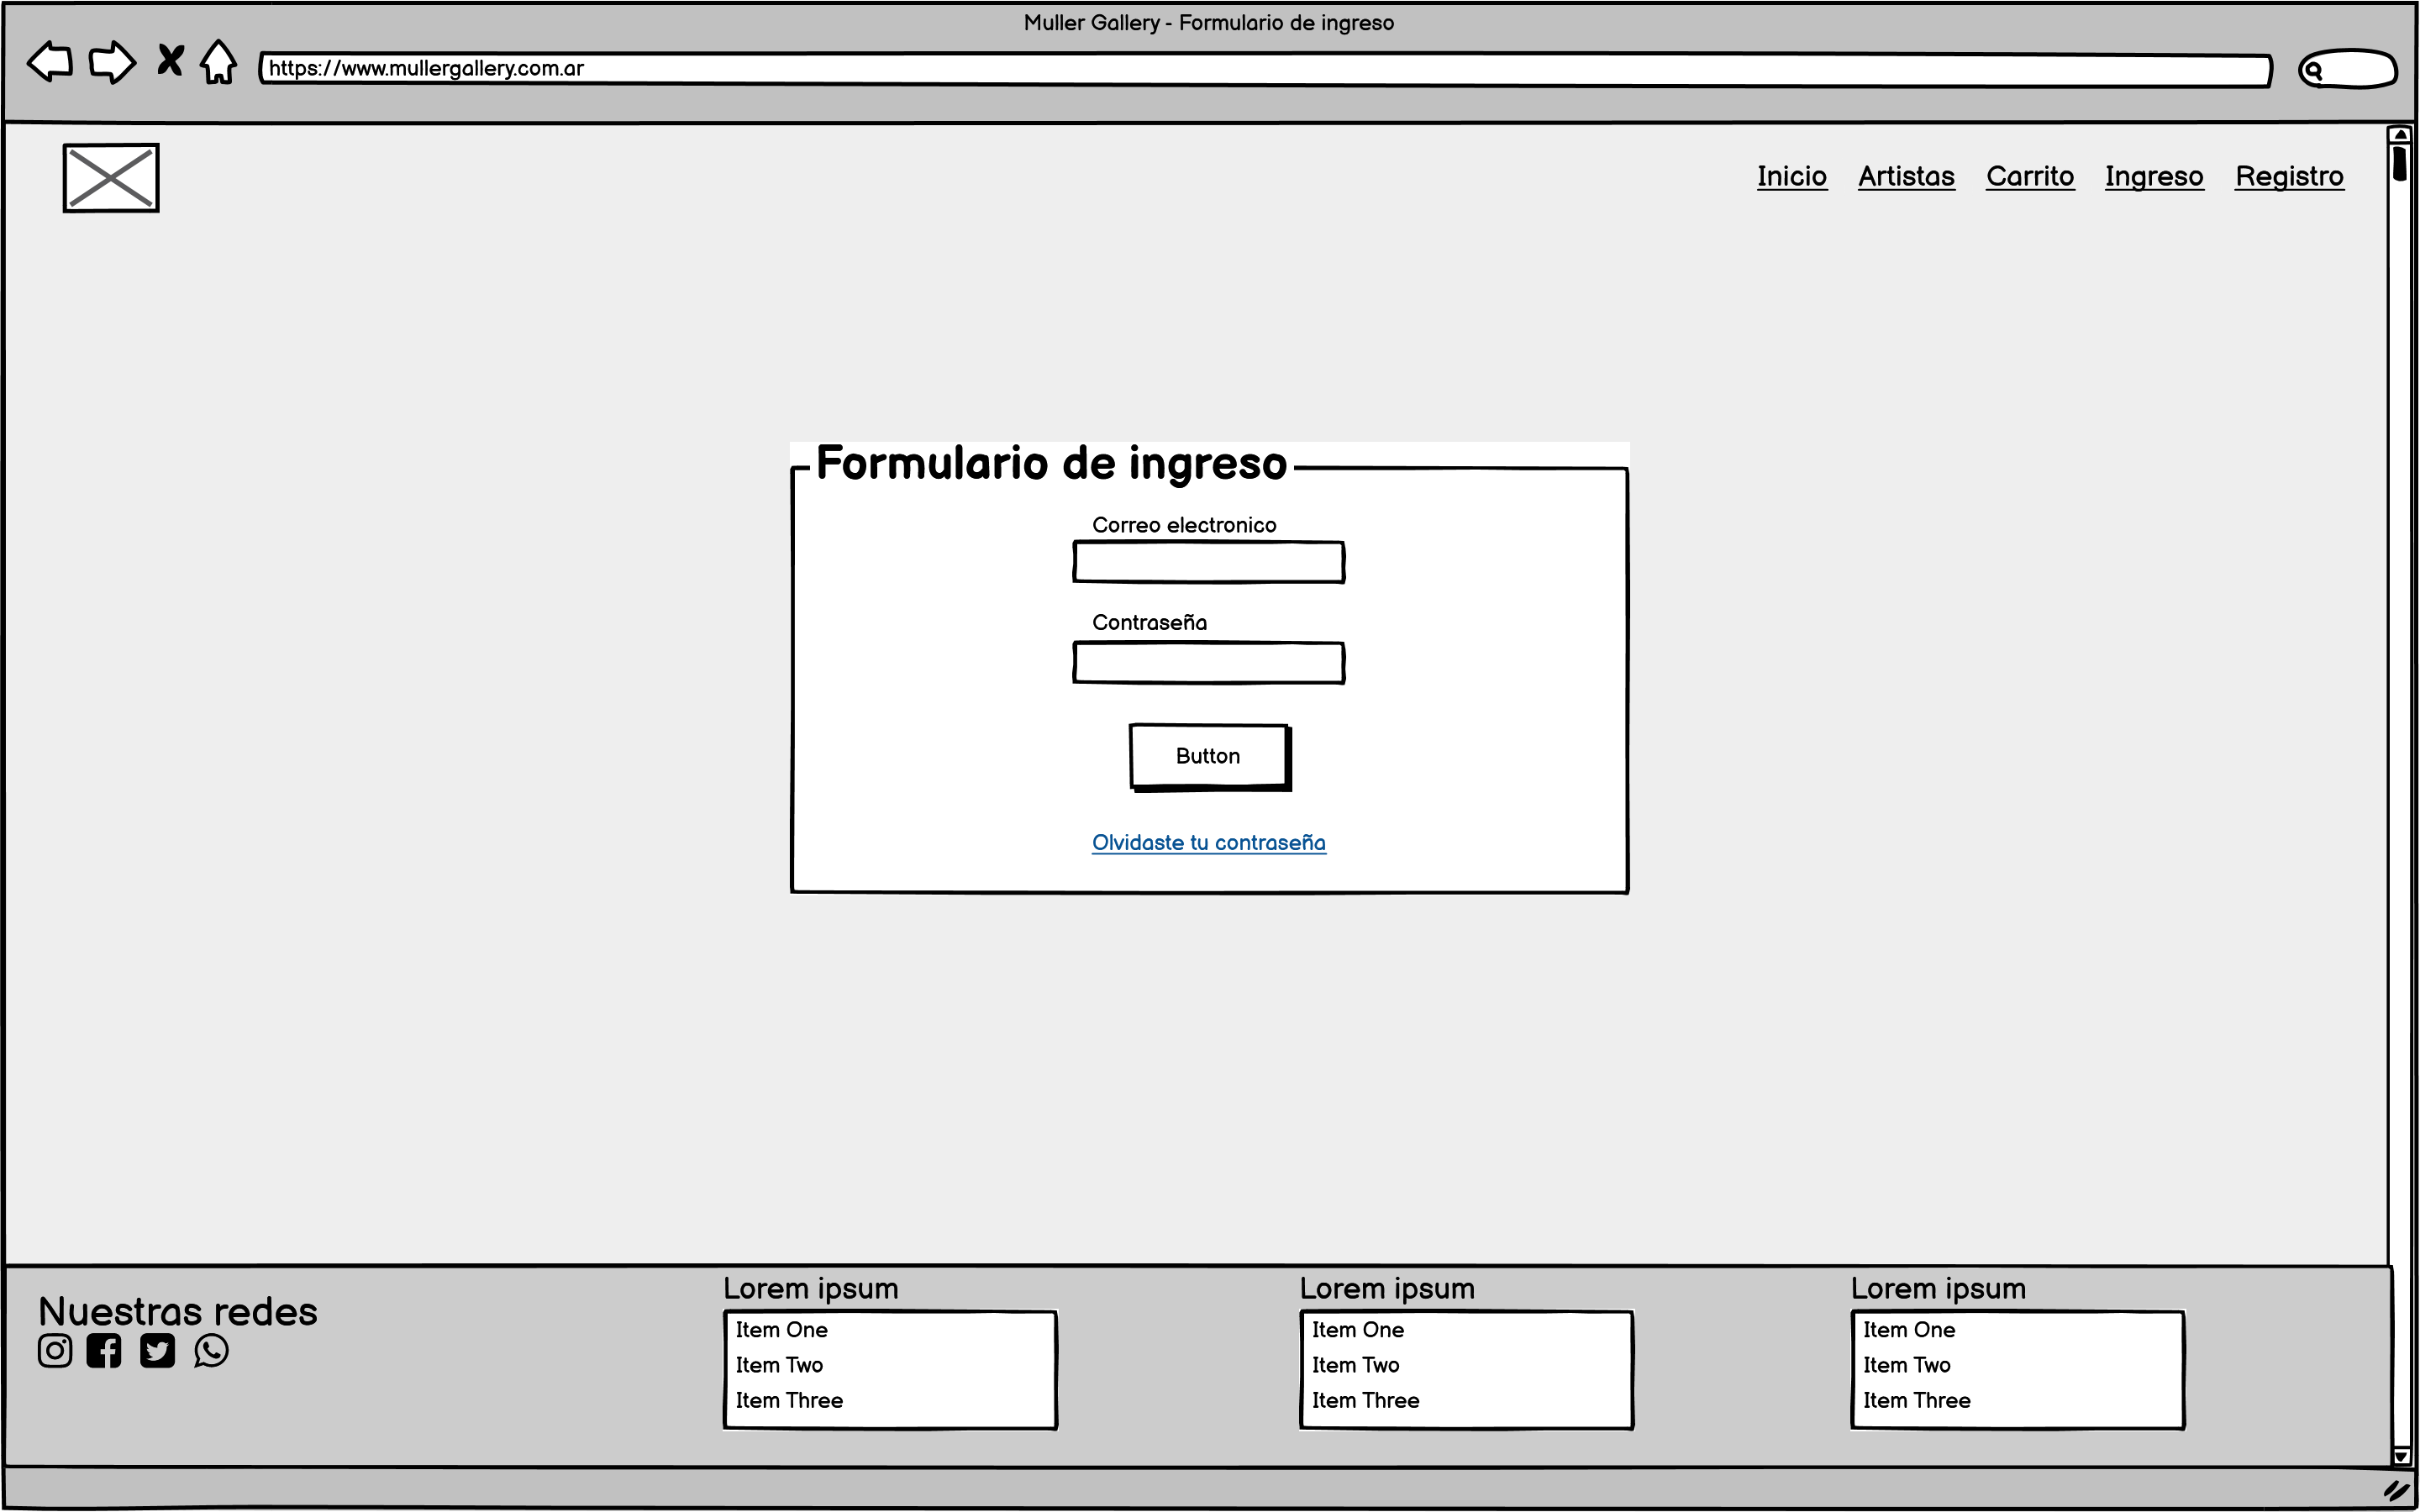 Muller Gallery - Formulario de ingreso
https://www.mullergallery.com.ar
Inicio Artistas Carrito Ingreso Registro
Formulario de ingreso
Correo electronico
Contraseña
Button
Olvidaste tu contraseña
Nuestras redes
Lorem ipsum
Item One
Item Two
Item Three
Lorem ipsum
Item One
Item Two
Item Three
Lorem ipsum
Item One
Item Two
Item Three